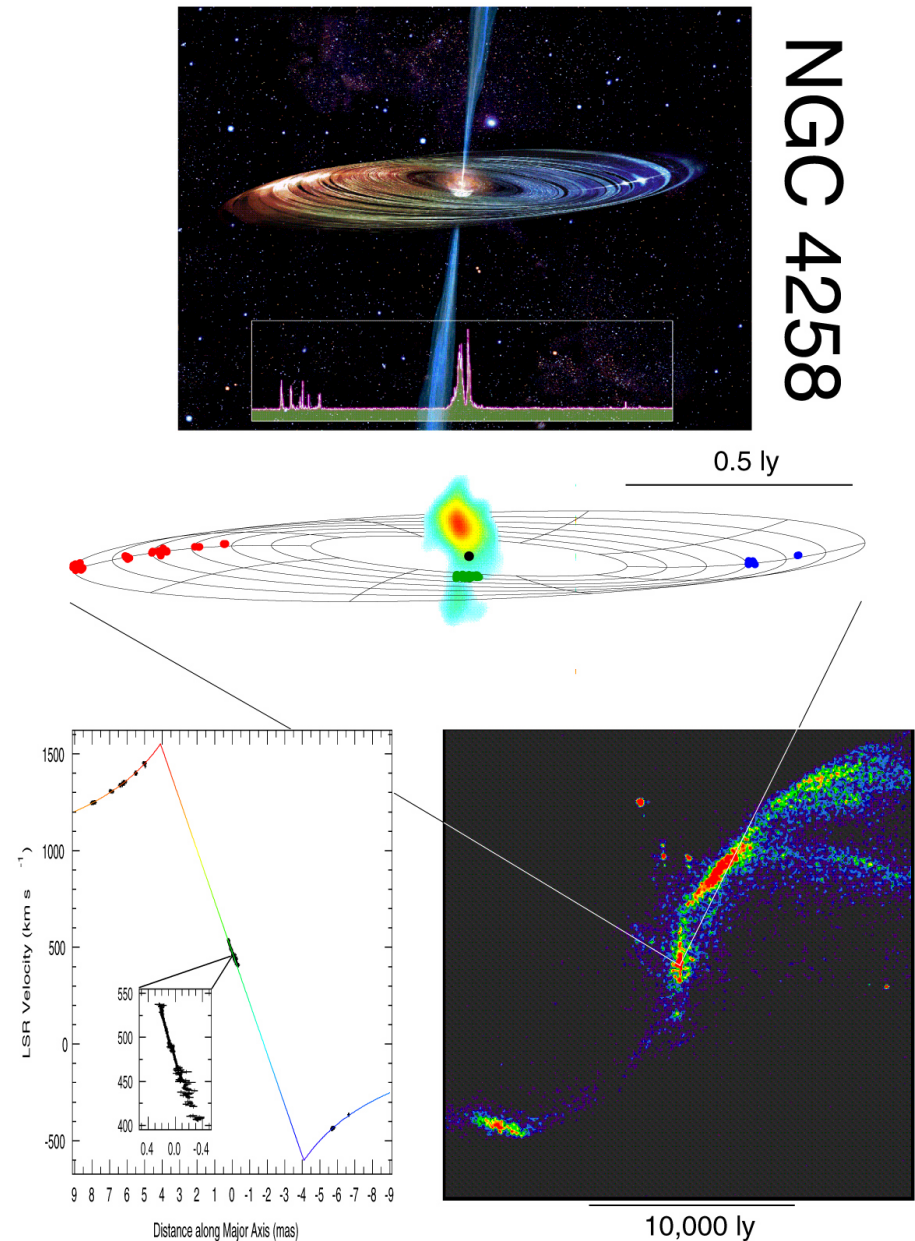 NGC 4258
0.5 ly
1500
1000
500
0
-500
LSR Velocity (km s -1)
550
500
450
400
0.4 0.0 -0.4
9 8 7 6 5 4 3 2 1 0 -1 -2 -3 -4 -5 -6 -7 -8 -9
Distance along Major Axis (mas)
10,000 ly